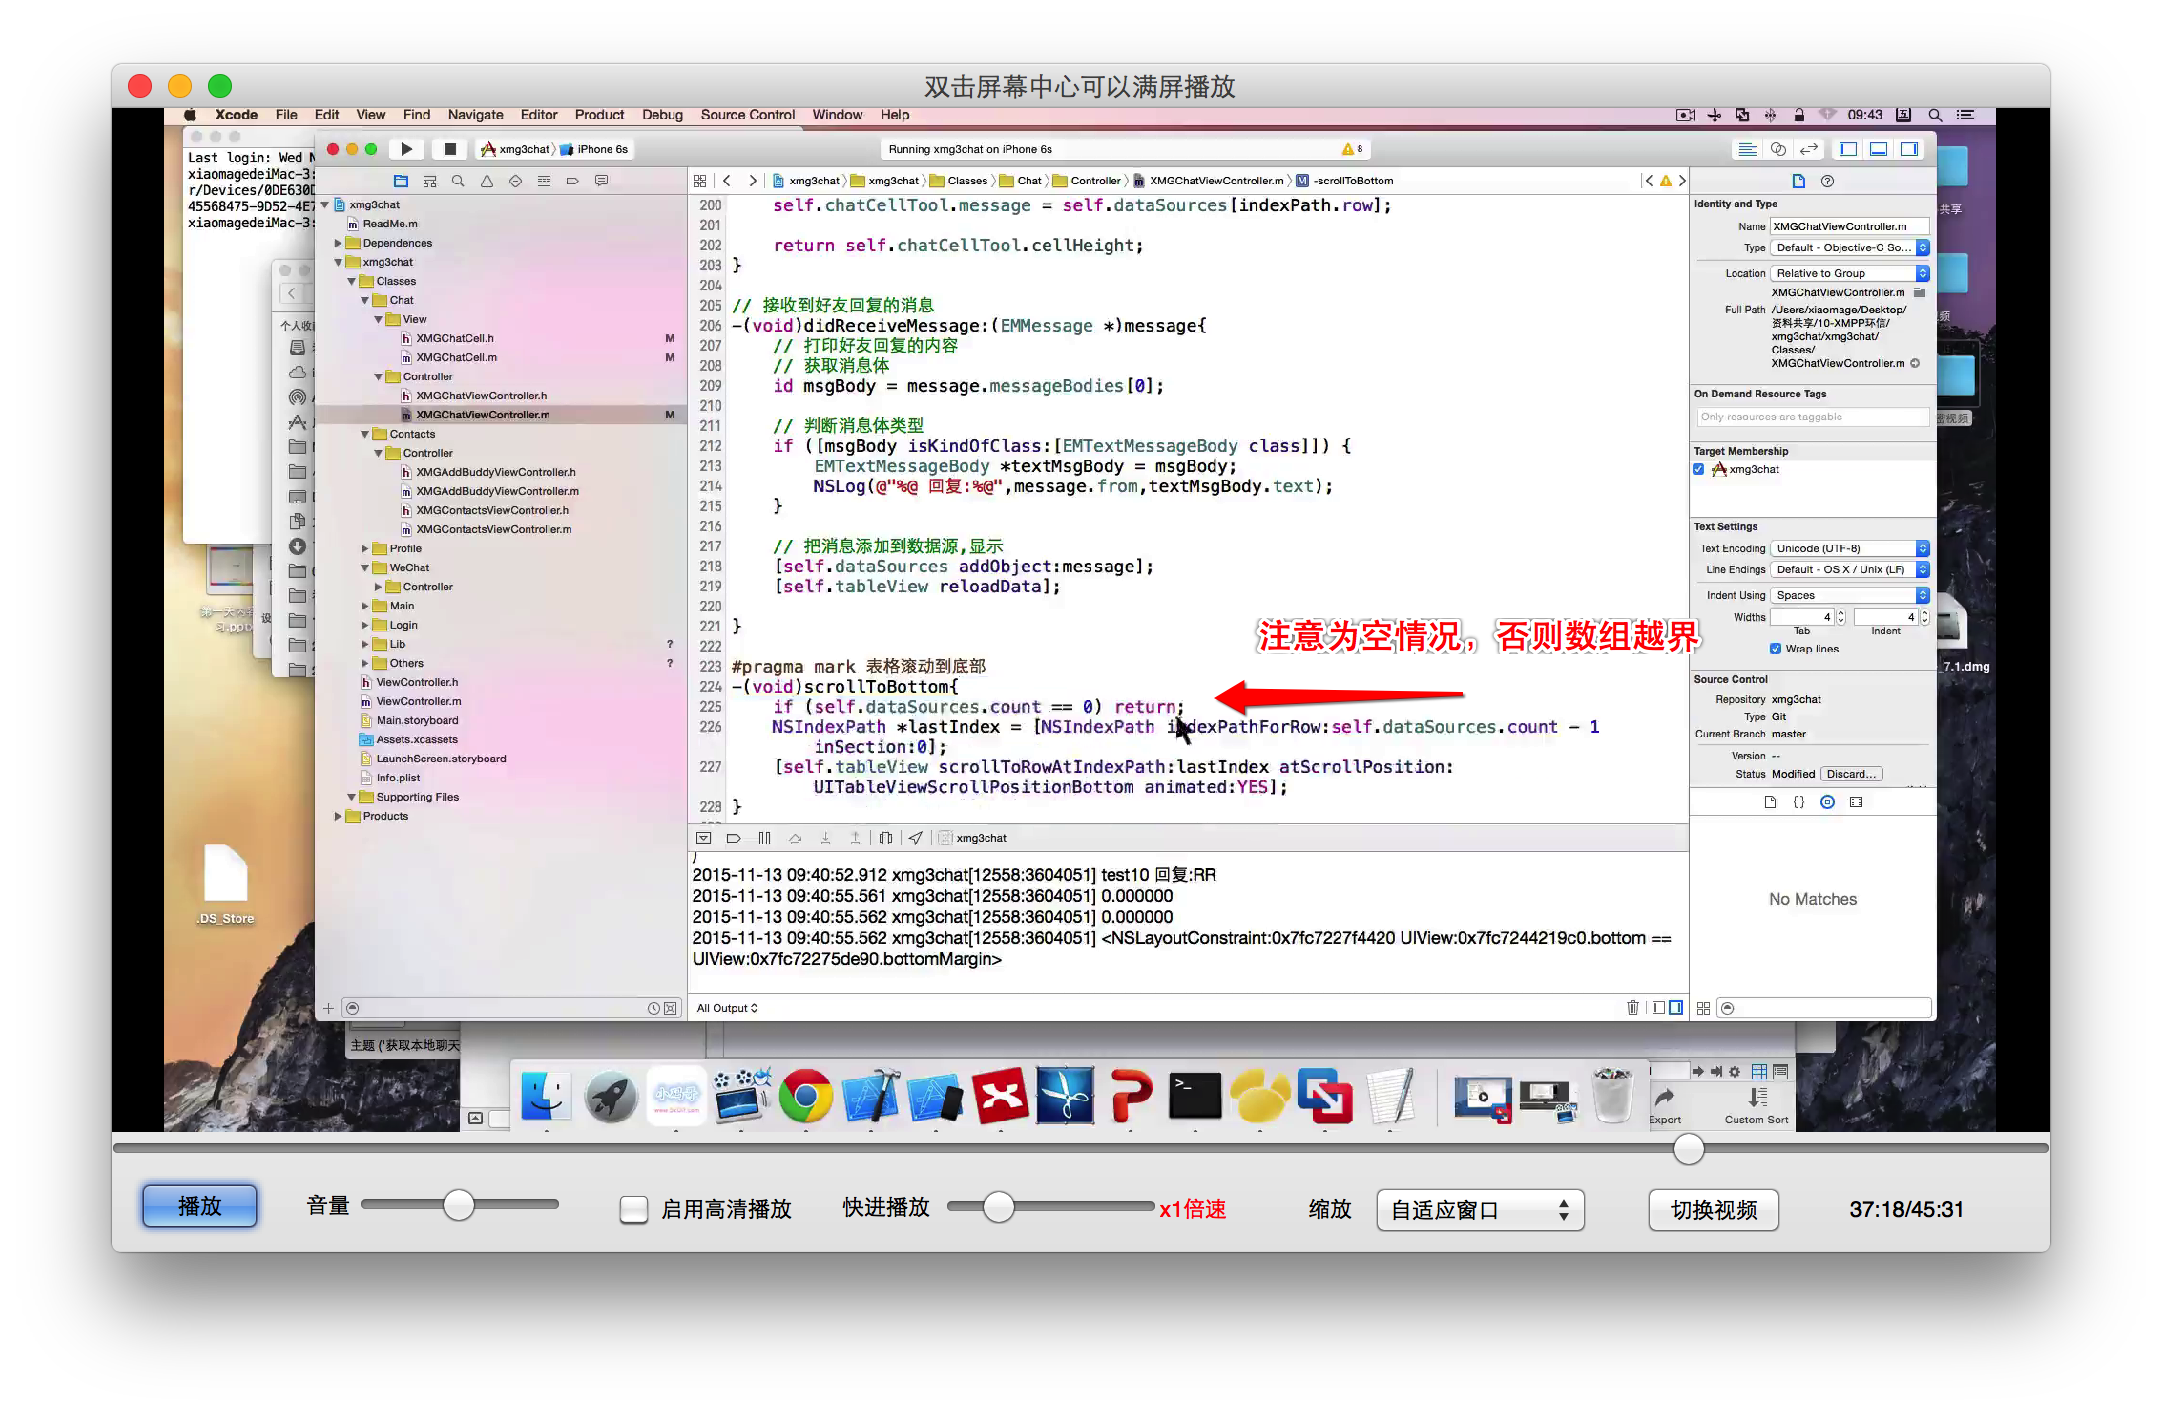 双击屏幕中心可以满屏播放
Xcode File Edit View Find Navigate Editor Product Debug Source Control Window Help 09:43
Last login: Wed N
xiaomagedeiMac-3:
r/Devices/0DE630D
45568475-9D52-4E7
xiaomagedeiMac-3:
个人收
第一天内容
习.pptx
.DS_Store
主题 ('获取本地聊天
xmg3chat iPhone 6s
Running xmg3chat on iPhone 6s
8
xmg3chat
ReadMe.m
Dependences
xmg3chat
Classes
Chat
View
XMGChatCell.h M
XMGChatCell.m M
Controller
XMGChatViewController.h
XMGChatViewController.m M
Contacts
Controller
XMGAddBuddyViewController.h
XMGAddBuddyViewController.m
XMGContactsViewController.h
XMGContactsViewController.m
Profile
WeChat
Controller
Main
Login
Lib ?
Others ?
ViewController.h
ViewController.m
Main.storyboard
Assets.xcassets
LaunchScreen.storyboard
Info.plist
Supporting Files
Products
xmg3chat xmg3chat Classes Chat Controller XMGChatViewController.m -scrollToBottom
200 self.chatCellTool.message = self.dataSources[indexPath.row];
201
202 return self.chatCellTool.cellHeight;
203 }
204
205 // 接收到好友回复的消息
206 -(void)didReceiveMessage:(EMMessage *)message{
207 // 打印好友回复的内容
208 // 获取消息体
209 id msgBody = message.messageBodies[0];
210
211 // 判断消息体类型
212 if ([msgBody isKindOfClass:[EMTextMessageBody class]]) {
213 EMTextMessageBody *textMsgBody = msgBody;
214 NSLog(@"%@ 回复:%@",message.from,textMsgBody.text);
215 }
216
217 // 把消息添加到数据源,显示
218 [self.dataSources addObject:message];
219 [self.tableView reloadData];
220
221 }
222
注意为空情况，否则数组越界
223 #pragma mark 表格滚动到底部
224 -(void)scrollToBottom{
225 if (self.dataSources.count == 0) return;
226 NSIndexPath *lastIndex = [NSIndexPath indexPathForRow:self.dataSources.count - 1
inSection:0];
227 [self.tableView scrollToRowAtIndexPath:lastIndex atScrollPosition:
UITableViewScrollPositionBottom animated:YES];
228 }
xmg3chat
2015-11-13 09:40:52.912 xmg3chat[12558:3604051] test10 回复:RR
2015-11-13 09:40:55.561 xmg3chat[12558:3604051] 0.000000
2015-11-13 09:40:55.562 xmg3chat[12558:3604051] 0.000000
2015-11-13 09:40:55.562 xmg3chat[12558:3604051] <NSLayoutConstraint:0x7fc7227f4420 UIView:0x7fc7244219c0.bottom ==
UIView:0x7fc72275de90.bottomMargin>
All Output
Identity and Type
Name XMGChatViewController.m
Type Default - Objective-C So...
Location Relative to Group
XMGChatViewController.m
Full Path /Users/xiaomage/Desktop/
资料共享/10-XMPP环信/
xmg3chat/xmg3chat/
Classes/
XMGChatViewController.m
On Demand Resource Tags
Only resources are taggable
Target Membership
xmg3chat
Text Settings
Text Encoding Unicode (UTF-8)
Line Endings Default - OS X / Unix (LF)
Indent Using Spaces
Widths 4 4
Tab Indent
Wrap lines
Source Control
Repository xmg3chat
Type Git
Current Branch master
Version --
Status Modified Discard...
No Matches
共享
7.1.dmg
小码哥
Export Custom Sort
播放 音量 启用高清播放 快进播放 x1倍速 缩放 自适应窗口 切换视频 37:18/45:31